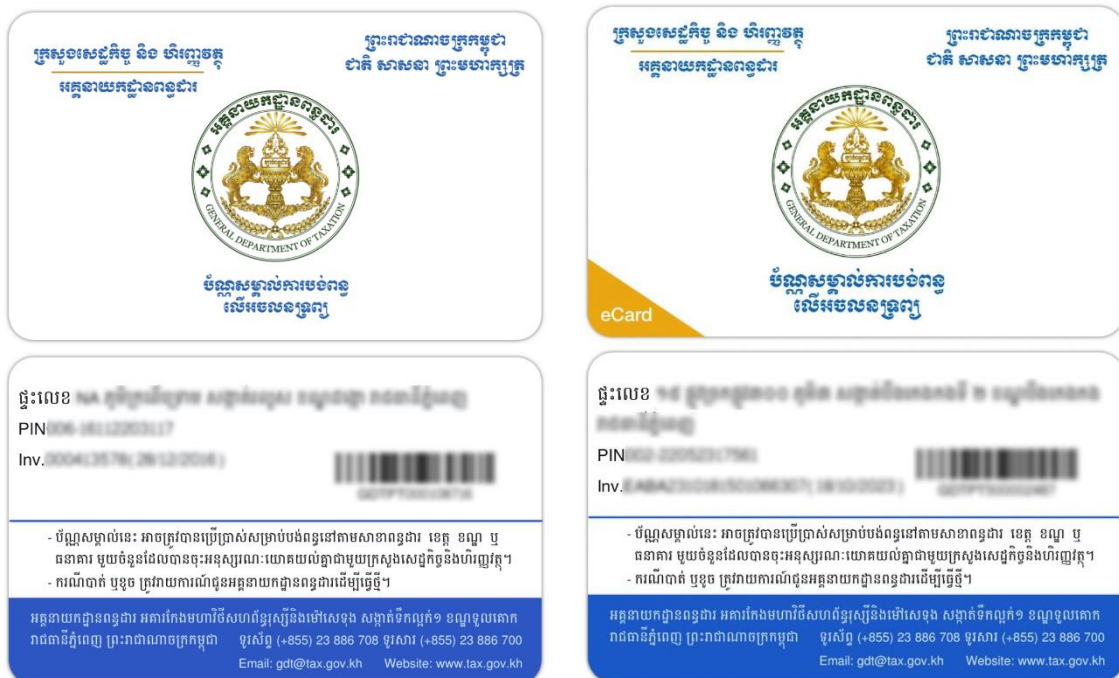 ក្រសួងសេដ្ឋកិច្ច និង ហិរញ្ញវត្ថុ
អគ្គនាយកដ្ឋានពន្ធដារ
ព្រះរាជាណាចក្រកម្ពុជា
ជាតិ សាសនា ព្រះមហាក្សត្រ
អគ្គនាយកដ្ឋានពន្ធដារ
GENERAL DEPARTMENT OF TAXATION
ប័ណ្ណសម្គាល់ការបង់ពន្ធ
លើអចលនទ្រព្យ
ក្រសួងសេដ្ឋកិច្ច និង ហិរញ្ញវត្ថុ
អគ្គនាយកដ្ឋានពន្ធដារ
ព្រះរាជាណាចក្រកម្ពុជា
ជាតិ សាសនា ព្រះមហាក្សត្រ
អគ្គនាយកដ្ឋានពន្ធដារ
GENERAL DEPARTMENT OF TAXATION
ប័ណ្ណសម្គាល់ការបង់ពន្ធ
លើអចលនទ្រព្យ
eCard
ផ្ទះលេខ
PIN
Inv.
- ប័ណ្ណសម្គាល់នេះ អាចត្រូវបានប្រើប្រាស់សម្រាប់បង់ពន្ធនៅតាមសាខាពន្ធដារ ខេត្ត ខណ្ឌ ឬ
ធនាគារ មួយចំនួនដែលបានចុះអនុស្សរណៈយោគយល់គ្នាជាមួយក្រសួងសេដ្ឋកិច្ចនិងហិរញ្ញវត្ថុ។
- ករណីបាត់ ឬខូច ត្រូវរាយការណ៍ជូនអគ្គនាយកដ្ឋានពន្ធដារដើម្បីធ្វើថ្មី។
អគ្គនាយកដ្ឋានពន្ធដារ អគារកែងមហាវិថីសហព័ន្ធរុស្ស៊ីនិងម៉ៅសេទុង សង្កាត់ទឹកល្អក់១ ខណ្ឌទួលគោក
រាជធានីភ្នំពេញ ព្រះរាជាណាចក្រកម្ពុជា ទូរស័ព្ទ (+855) 23 886 708 ទូរសារ (+855) 23 886 700
Email: gdt@tax.gov.kh Website: www.tax.gov.kh
ផ្ទះលេខ
PIN
Inv.
- ប័ណ្ណសម្គាល់នេះ អាចត្រូវបានប្រើប្រាស់សម្រាប់បង់ពន្ធនៅតាមសាខាពន្ធដារ ខេត្ត ខណ្ឌ ឬ
ធនាគារ មួយចំនួនដែលបានចុះអនុស្សរណៈយោគយល់គ្នាជាមួយក្រសួងសេដ្ឋកិច្ចនិងហិរញ្ញវត្ថុ។
- ករណីបាត់ ឬខូច ត្រូវរាយការណ៍ជូនអគ្គនាយកដ្ឋានពន្ធដារដើម្បីធ្វើថ្មី។
អគ្គនាយកដ្ឋានពន្ធដារ អគារកែងមហាវិថីសហព័ន្ធរុស្ស៊ីនិងម៉ៅសេទុង សង្កាត់ទឹកល្អក់១ ខណ្ឌទួលគោក
រាជធានីភ្នំពេញ ព្រះរាជាណាចក្រកម្ពុជា ទូរស័ព្ទ (+855) 23 886 708 ទូរសារ (+855) 23 886 700
Email: gdt@tax.gov.kh Website: www.tax.gov.kh